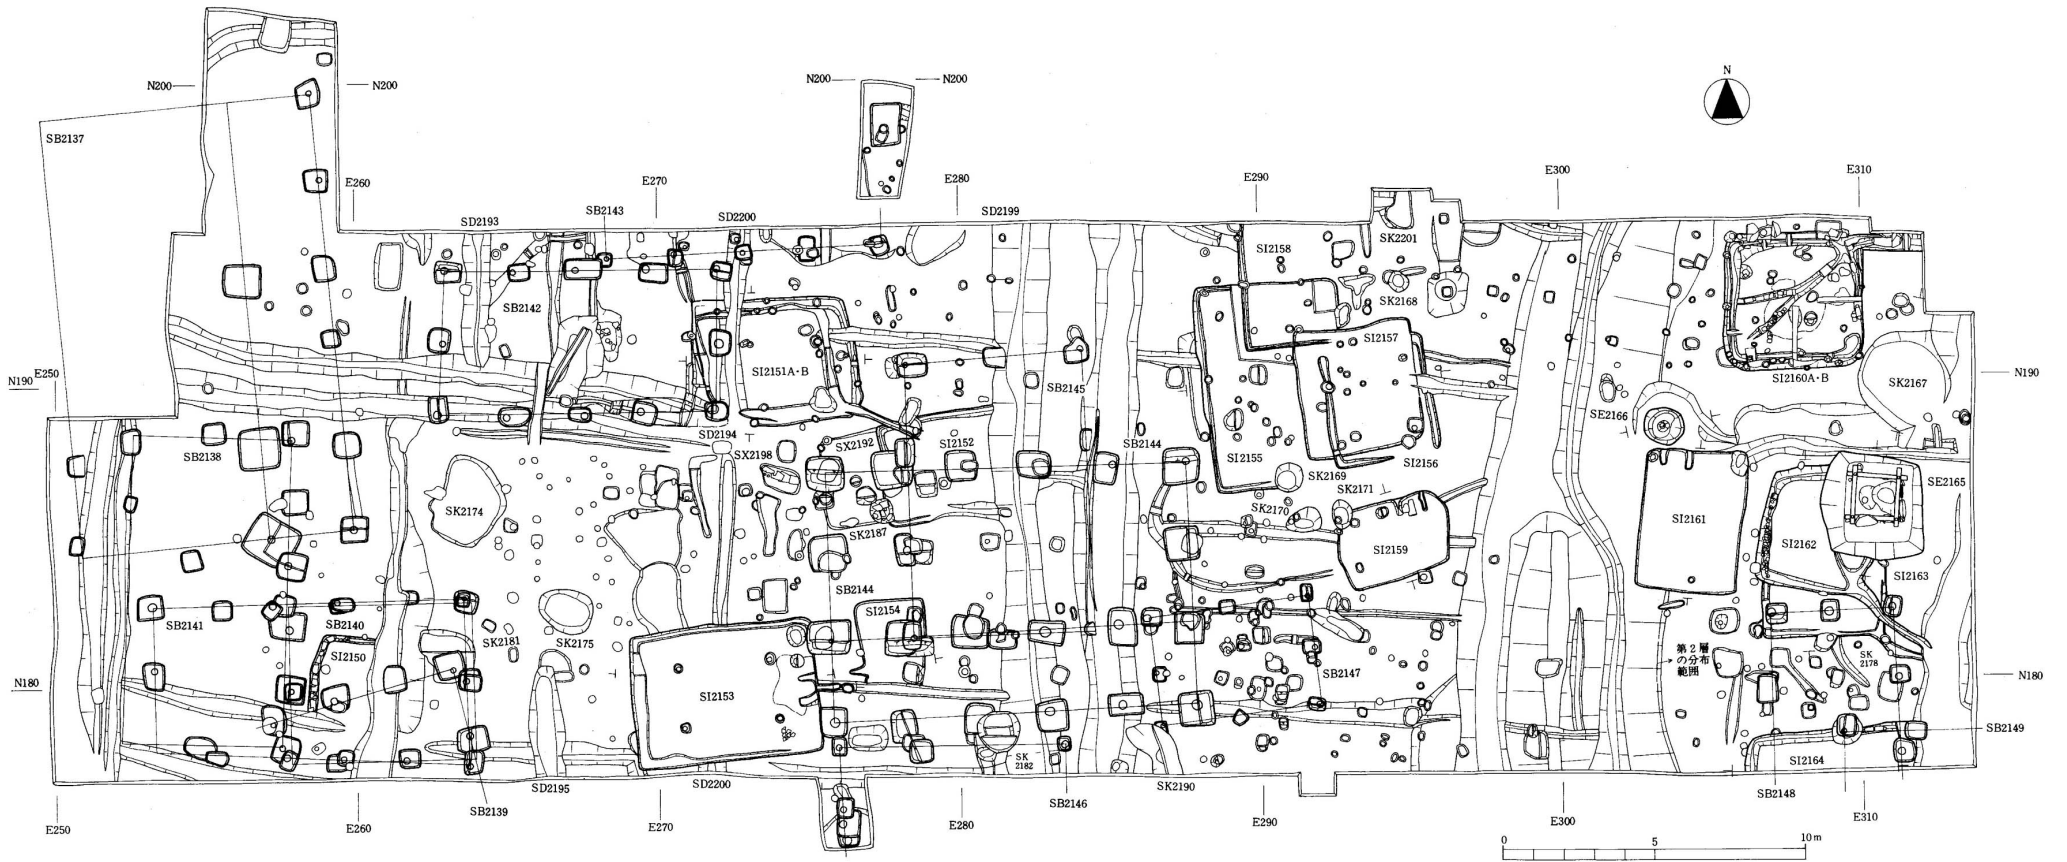 N200
N200
N200
N200
N
SB2137
E260
E270
E280
E290
E300
E310
SD2193
SB2143
SD2200
SD2199
SI2158
SK2201
SK2168
SB2142
SI2157
SI2151A·B
SB2145
SI2160A·B
SK2167
N190
E250
N190
SE2166
SB2138
SD2194
SX2192
SI2152
SB2144
SX2198
SI2155
SI2156
SK2169
SK2171
SK2170
SK2174
SE2165
SI2161
SK2187
SI2159
SI2162
SI2163
SB2144
SI2154
SB2141
SB2140
SK2181
SK2175
SI2150
第2層
の分布
範囲
SK
2178
N180
SI2153
SB2147
N180
SB2149
SK
2182
SI2164
SD2195
SD2200
SK2190
SB2139
SB2146
SB2148
E250
E260
E270
E280
E290
E300
E310
0
5
10m